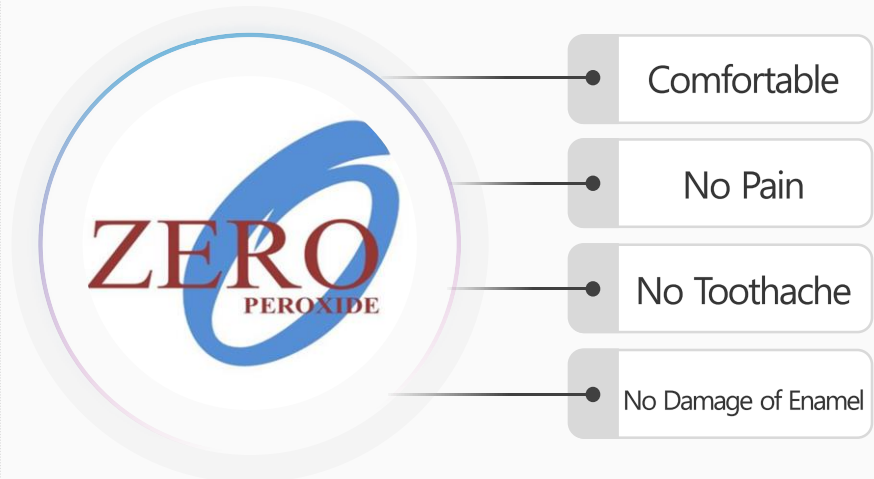 ZERO
PEROXIDE
Comfortable
No Pain
No Toothache
No Damage of Enamel